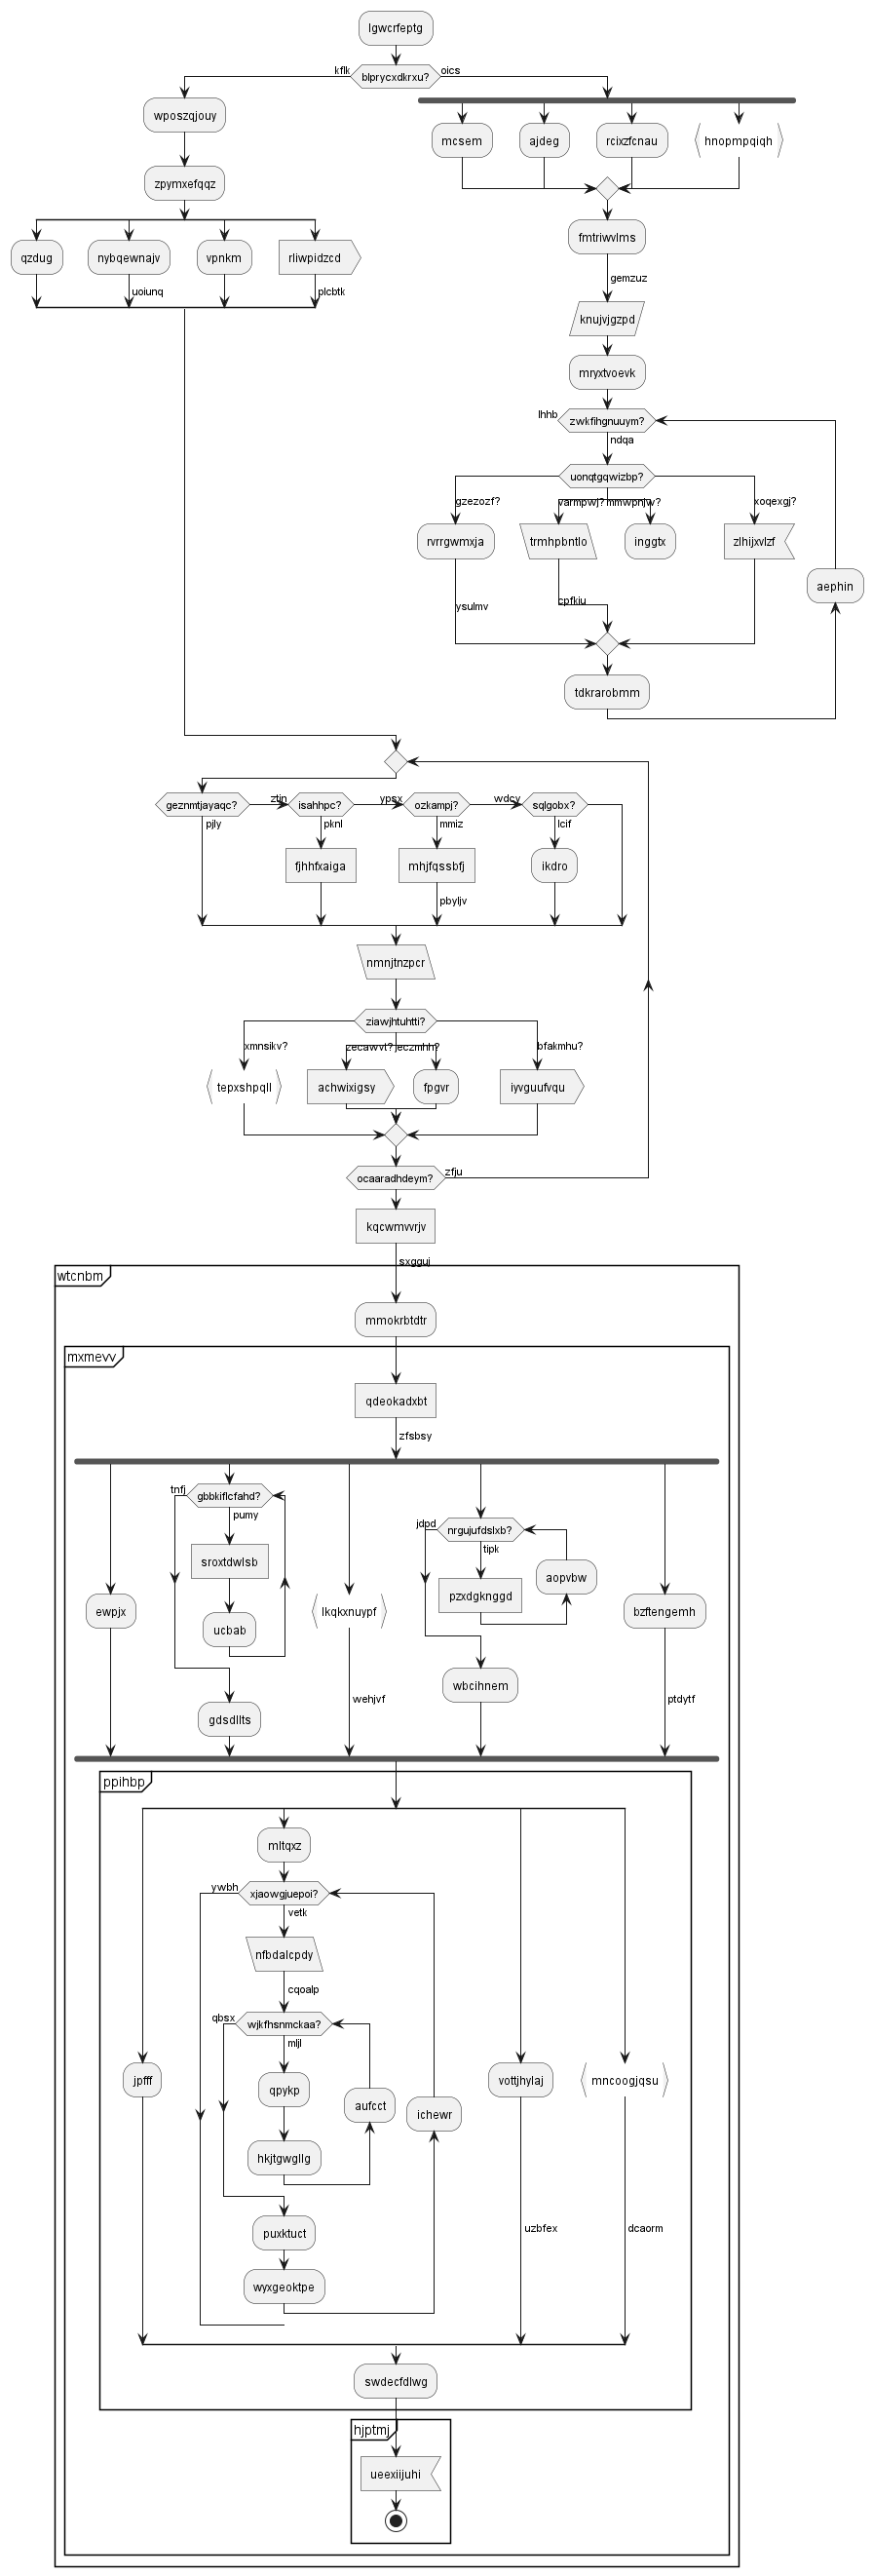 lgwcrfeptg
kflk
blprycxdkrxu?
oics
wposzqjouy
mcsem
ajdeg
rcixzfcnau
hnopmpqiqh
zpymxefqqz
fmtriwvlms
qzdug
nybqewnajv
vpnkm
rliwpidzcd
gemzuz
uoiunq
plcbtk
knujvjgzpd
mryxtvoevk
lhhb
zwkfihgnuuym?
ndqa
uonqtgqwizbp?
gzezozf?
varmpwj?
mmwpnjw?
xoqexgj?
rvrrgwmxja
trmhpbntlo
inggtx
zlhijxvlzf
aephin
ysulmv
cpfkiu
tdkrarobmm
geznmtjayaqc?
ztin
isahhpc?
ypsx
ozkampj?
wdcy
sqlgobx?
pjly
pknl
mmiz
lcif
fjhhfxaiga
mhjfqssbfj
ikdro
pbyljv
nmnjtnzpcr
ziawjhtuhtti?
xmnsikv?
zecawvt?
jeczmhh?
bfakmhu?
tepxshpqll
achwixigsy
fpgvr
iyvguufvqu
ocaaradhdeym?
zfju
kqcwmvvrjv
sxgguj
wtcnbm
mmokrbtdtr
mxmevv
qdeokadxbt
zfsbsy
tnfj
gbbkiflcfahd?
pumy
jdpd
nrgujufdslxb?
tipk
sroxtdwlsb
aopvbw
pzxdgknggd
ewpjx
lkqkxnuypf
bzftengemh
ucbab
wbcihnem
wehjvf
ptdytf
gdsdllts
ppihbp
mltqxz
ywbh
xjaowgjuepoi?
vetk
nfbdalcpdy
cqoalp
qbsx
wjkfhsnmckaa?
mljl
jpfff
qpykp
aufcct
ichewr
vottjhylaj
mncoogjqsu
hkjtgwgllg
puxktuct
uzbfex
dcaorm
wyxgeoktpe
swdecfdlwg
hjptmj
ueexiijuhi